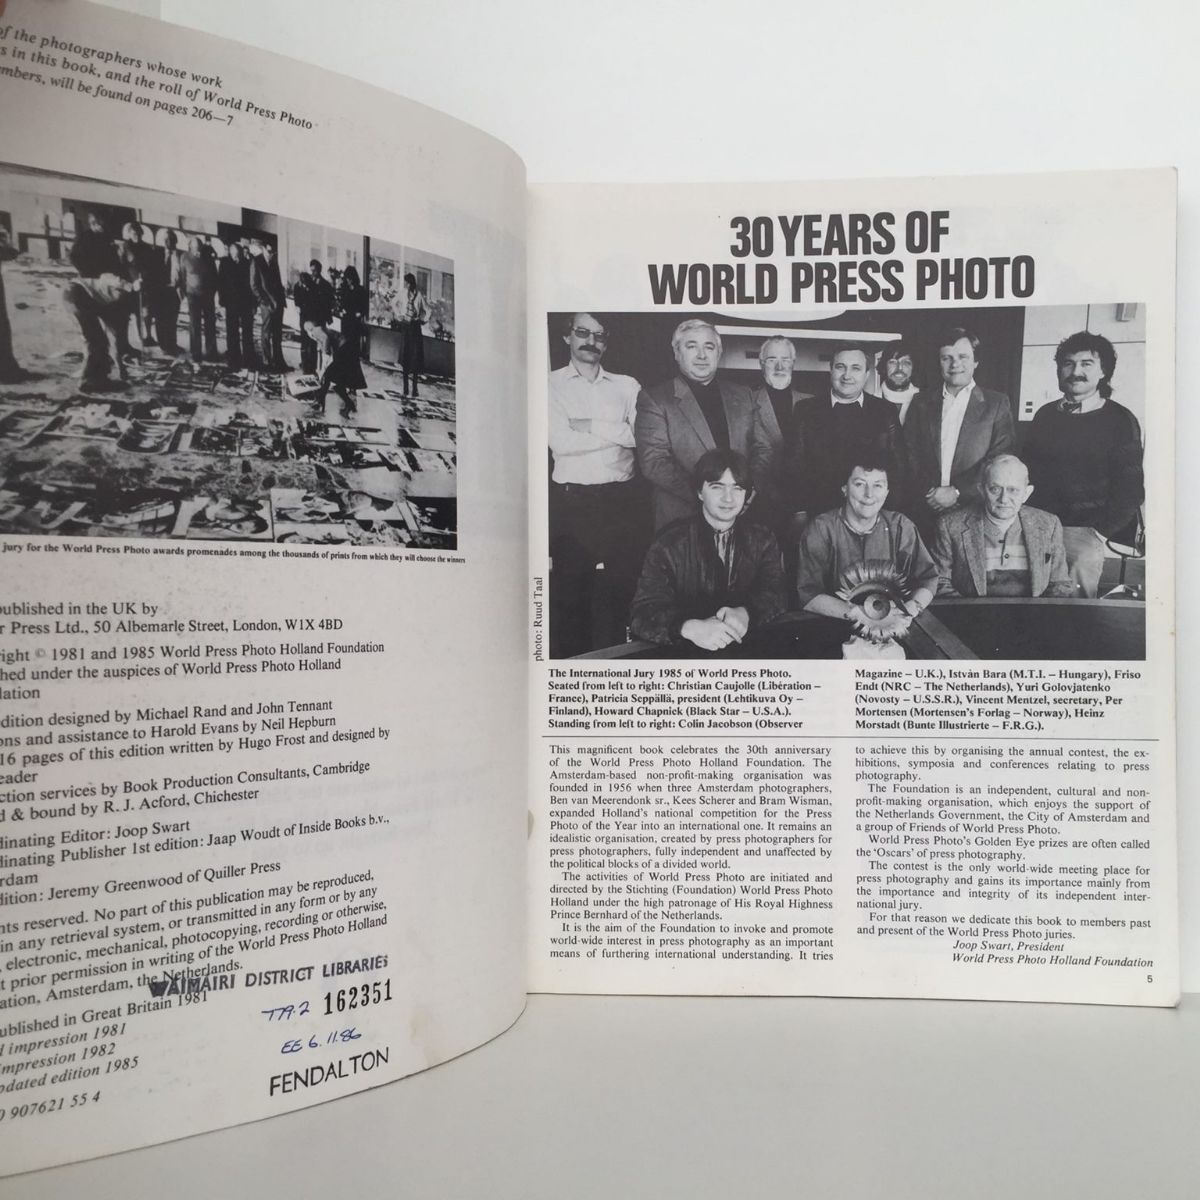 of the photographers whose work
s in this book, and the roll of World Press Photo
mbers, will be found on pages 206—7
jury for the World Press Photo awards promenades among the thousands of prints from which they will choose the winners
published in the UK by
r Press Ltd., 50 Albemarle Street, London, W1X 4BD
right © 1981 and 1985 World Press Photo Holland Foundation
hed under the auspices of World Press Photo Holland
lation
edition designed by Michael Rand and John Tennant
ons and assistance to Harold Evans by Neil Hepburn
16 pages of this edition written by Hugo Frost and designed by
eader
ction services by Book Production Consultants, Cambridge
d & bound by R. J. Acford, Chichester
dinating Editor: Joop Swart
dinating Publisher 1st edition: Jaap Woudt of Inside Books b.v.,
rdam
dition: Jeremy Greenwood of Quiller Press
hts reserved. No part of this publication may be reproduced,
in any retrieval system, or transmitted in any form or by any
, electronic, mechanical, photocopying, recording or otherwise,
t prior permission in writing of the World Press Photo Holland
ation, Amsterdam, the Netherlands.
WAIMAIRI DISTRICT LIBRARIES
ublished in Great Britain 1981
d impression 1981
impression 1982
pdated edition 1985
779.2 162351
EE 6.11.86
FENDALTON
0 907621 55 4
30 YEARS OF
WORLD PRESS PHOTO
photo: Ruud Taal
The International Jury 1985 of World Press Photo.
Seated from left to right: Christian Caujolle (Libération –
France), Patricia Seppälä, president (Lehtikuva Oy –
Finland), Howard Chapnick (Black Star – U.S.A.).
Standing from left to right: Colin Jacobson (Observer
Magazine – U.K.), Istvàn Bara (M.T.I. – Hungary), Friso
Endt (NRC – The Netherlands), Yuri Golovjatenko
(Novosty – U.S.S.R.), Vincent Mentzel, secretary, Per
Mortensen (Mortensen's Forlag – Norway), Heinz
Morstadt (Bunte Illustrierte – F.R.G.).
This magnificent book celebrates the 30th anniversary
of the World Press Photo Holland Foundation. The
Amsterdam-based non-profit-making organisation was
founded in 1956 when three Amsterdam photographers,
Ben van Meerendonk sr., Kees Scherer and Bram Wisman,
expanded Holland's national competition for the Press
Photo of the Year into an international one. It remains an
idealistic organisation, created by press photographers for
press photographers, fully independent and unaffected by
the political blocks of a divided world.
The activities of World Press Photo are initiated and
directed by the Stichting (Foundation) World Press Photo
Holland under the high patronage of His Royal Highness
Prince Bernhard of the Netherlands.
It is the aim of the Foundation to invoke and promote
world-wide interest in press photography as an important
means of furthering international understanding. It tries
to achieve this by organising the annual contest, the ex-
hibitions, symposia and conferences relating to press
photography.
The Foundation is an independent, cultural and non-
profit-making organisation, which enjoys the support of
the Netherlands Government, the City of Amsterdam and
a group of Friends of World Press Photo.
World Press Photo's Golden Eye prizes are often called
the 'Oscars' of press photography.
The contest is the only world-wide meeting place for
press photography and gains its importance mainly from
the importance and integrity of its independent inter-
national jury.
For that reason we dedicate this book to members past
and present of the World Press Photo juries.
Joop Swart, President
World Press Photo Holland Foundation
5